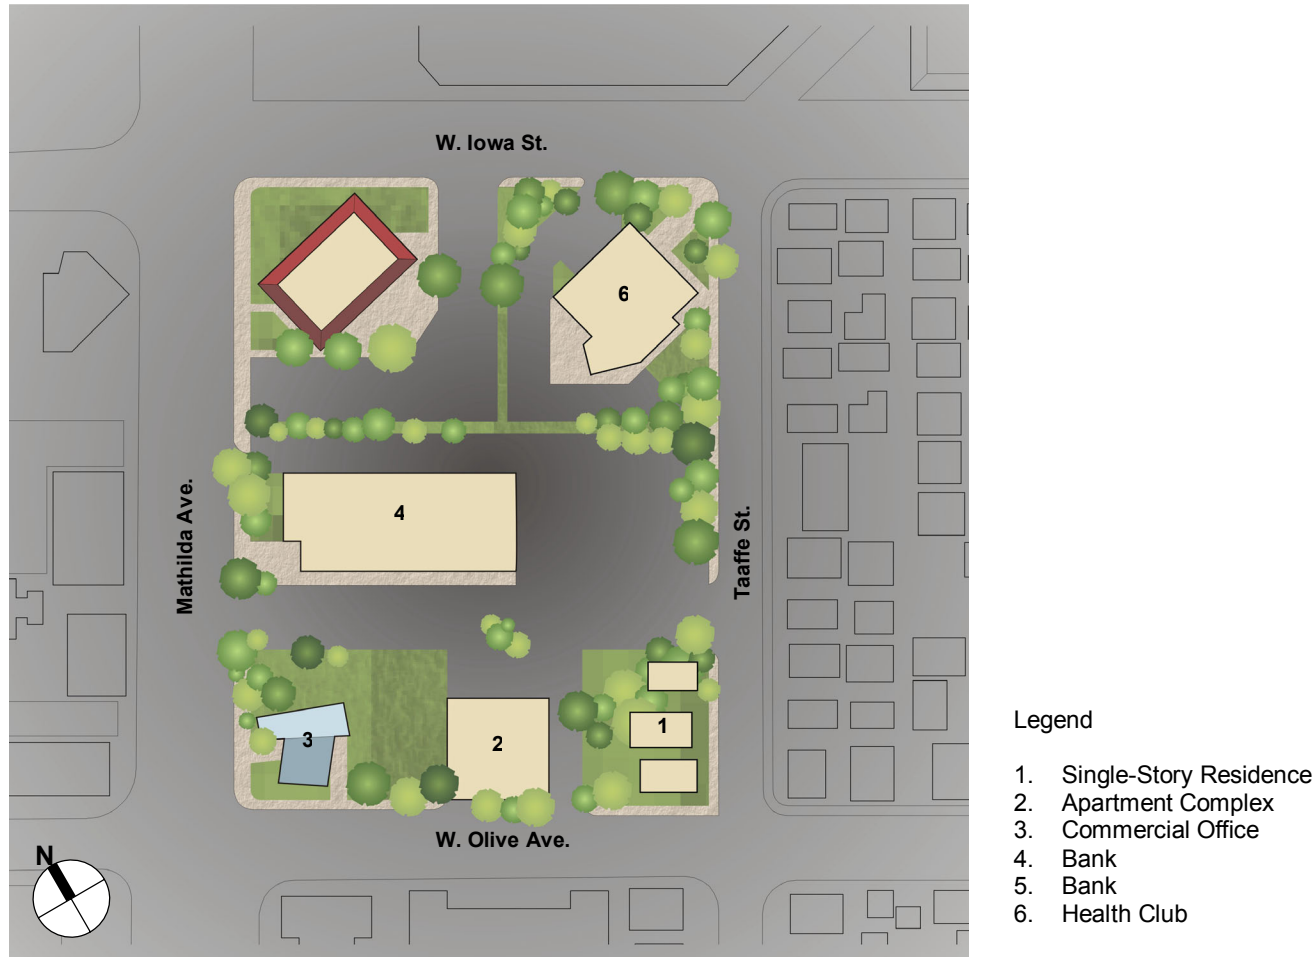 W. Iowa St.
6
4
Mathilda Ave.
Taaffe St.
3
2
1
W. Olive Ave.
N
Legend
1. Single-Story Residence
2. Apartment Complex
3. Commercial Office
4. Bank
5. Bank
6. Health Club